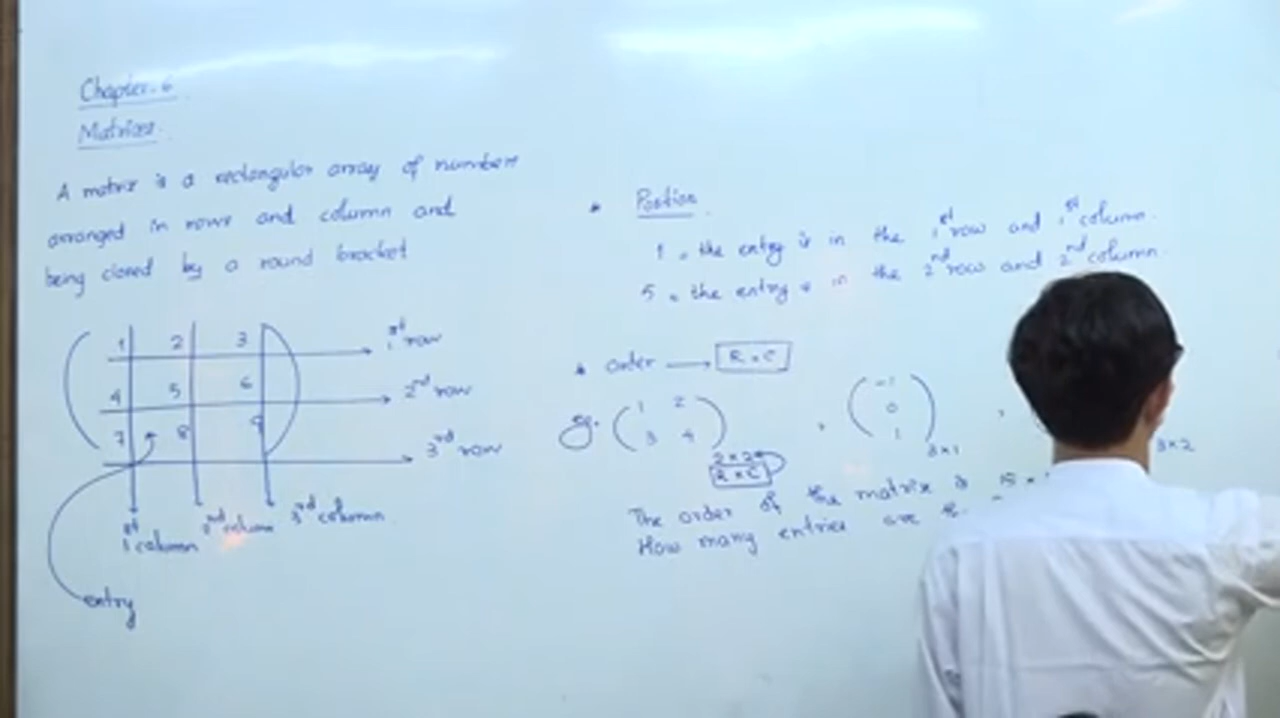 Chapter-6
Matrices
A matrix is a rectangular array of numbers
arranged in rows and column and
being closed by a round bracket
1 2 3 1st row
4 5 6 2nd row
7 8 9 3rd row
1st column 2nd column 3rd column
entry
* Position
1 = the entry is in the 1st row and 1st column.
5 = the entry is in the 2nd row and 2nd column.
* order → R × C
eg. ( 1 2 ) , ( -1 ) ,
( 3 4 ) ( 0 )
( 1 )
2 × 2 3×1 3×2
R × C
The order of the matrix is 15 ×
How many entries are